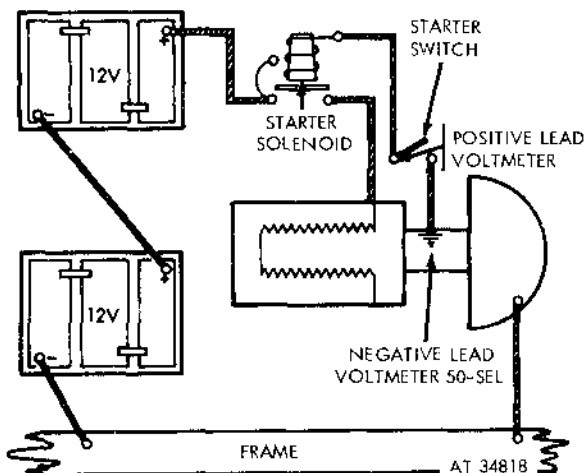 STARTER
SWITCH
+
12V
-
STARTER
SOLENOID
POSITIVE LEAD
VOLTMETER
+
12V
-
NEGATIVE LEAD
VOLTMETER 50-SEL
FRAME
AT 34818